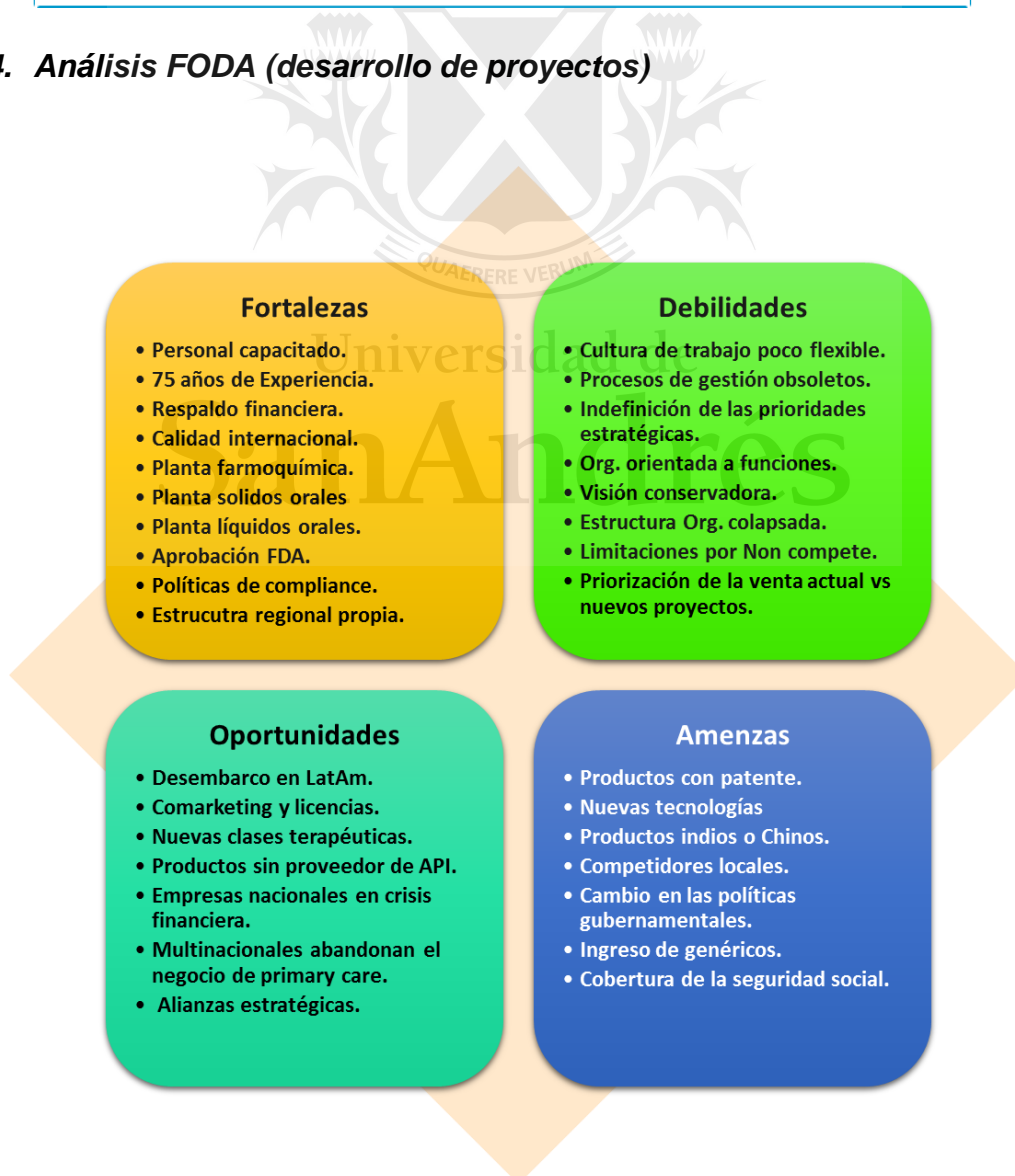 4. Análisis FODA (desarrollo de proyectos)
QUAERERE VERUM
Universidad de
SanAndrés
Fortalezas
• Personal capacitado.
• 75 años de Experiencia.
• Respaldo financiera.
• Calidad internacional.
• Planta farmoquímica.
• Planta solidos orales
• Planta líquidos orales.
• Aprobación FDA.
• Políticas de compliance.
• Estrucutra regional propia.
Debilidades
• Cultura de trabajo poco flexible.
• Procesos de gestión obsoletos.
• Indefinición de las prioridades
estratégicas.
• Org. orientada a funciones.
• Visión conservadora.
• Estructura Org. colapsada.
• Limitaciones por Non compete.
• Priorización de la venta actual vs
nuevos proyectos.
Oportunidades
• Desembarco en LatAm.
• Comarketing y licencias.
• Nuevas clases terapéuticas.
• Productos sin proveedor de API.
• Empresas nacionales en crisis
financiera.
• Multinacionales abandonan el
negocio de primary care.
• Alianzas estratégicas.
Amenzas
• Productos con patente.
• Nuevas tecnologías
• Productos indios o Chinos.
• Competidores locales.
• Cambio en las políticas
gubernamentales.
• Ingreso de genéricos.
• Cobertura de la seguridad social.